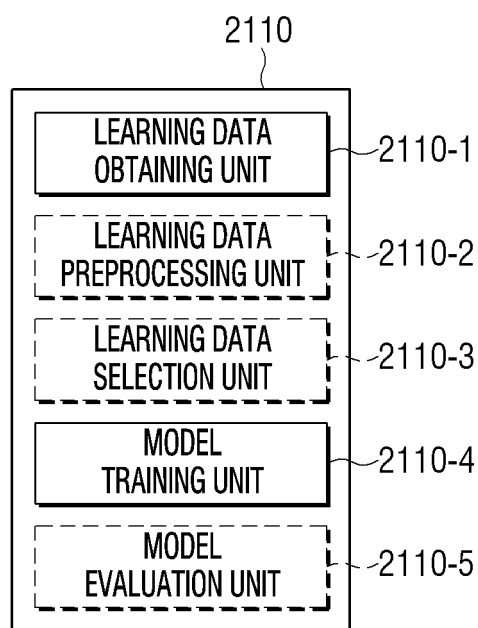 2110
LEARNING DATA
OBTAINING UNIT
2110-1
LEARNING DATA
PREPROCESSING UNIT
2110-2
LEARNING DATA
SELECTION UNIT
2110-3
MODEL
TRAINING UNIT
2110-4
MODEL
EVALUATION UNIT
2110-5